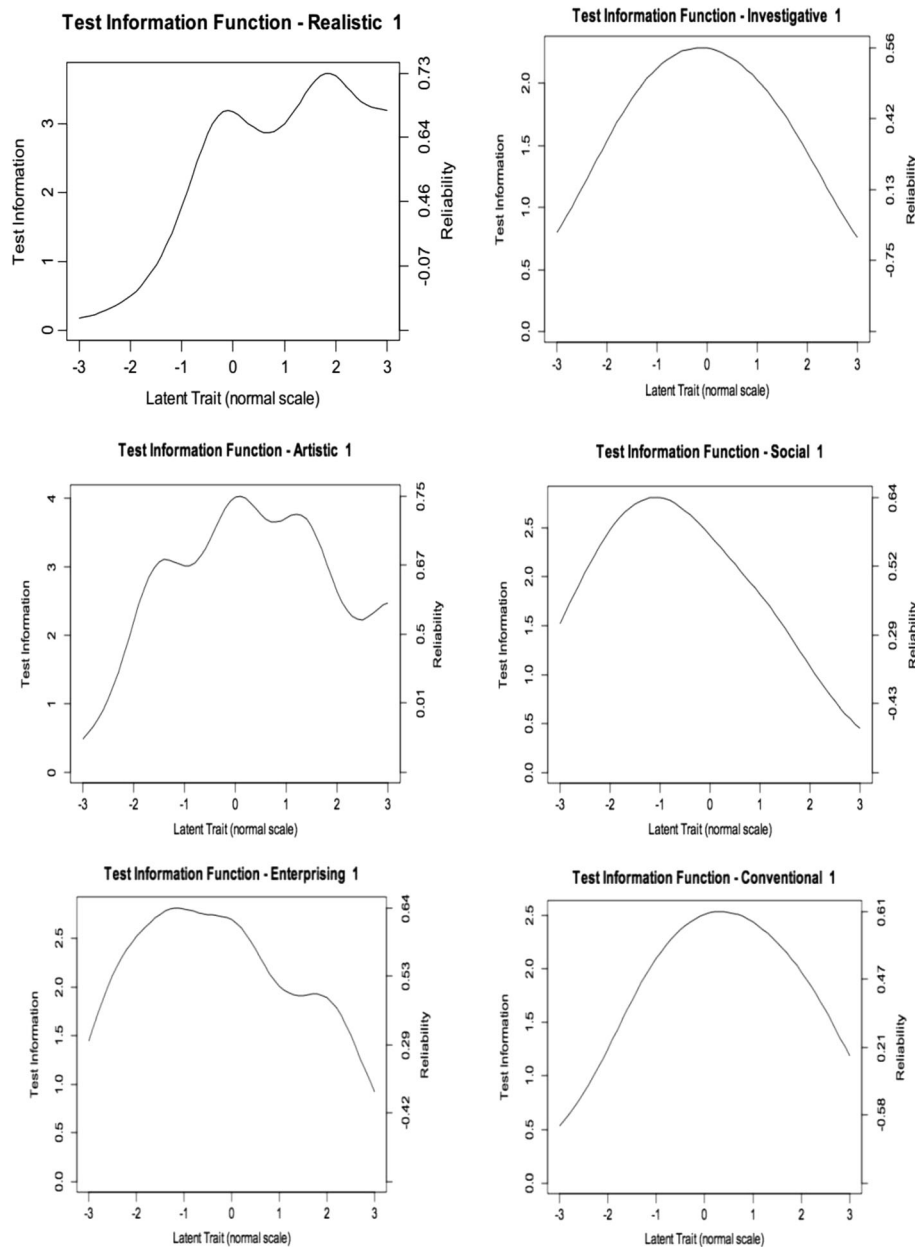 Test Information Function - Realistic 1
Test Information
3
2
1
0
0.73
0.64
0.46
-0.07
Reliability
-3 -2 -1 0 1 2 3
Latent Trait (normal scale)
Test Information Function - Investigative 1
Test Information
2.0
1.5
1.0
0.5
0.0
0.56
0.42
0.13
-0.75
Reliability
-3 -2 -1 0 1 2 3
Latent Trait (normal scale)
Test Information Function - Artistic 1
Test Information
4
3
2
1
0
0.75
0.67
0.5
0.01
Reliability
-3 -2 -1 0 1 2 3
Latent Trait (normal scale)
Test Information Function - Social 1
Test Information
2.5
2.0
1.5
1.0
0.5
0.0
0.64
0.52
0.29
-0.43
Reliability
-3 -2 -1 0 1 2 3
Latent Trait (normal scale)
Test Information Function - Enterprising 1
Test Information
2.5
2.0
1.5
1.0
0.5
0.0
0.64
0.53
0.29
-0.42
Reliability
-3 -2 -1 0 1 2 3
Latent Trait (normal scale)
Test Information Function - Conventional 1
Test Information
2.5
2.0
1.5
1.0
0.5
0.0
0.61
0.47
0.21
-0.58
Reliability
-3 -2 -1 0 1 2 3
Latent Trait (normal scale)